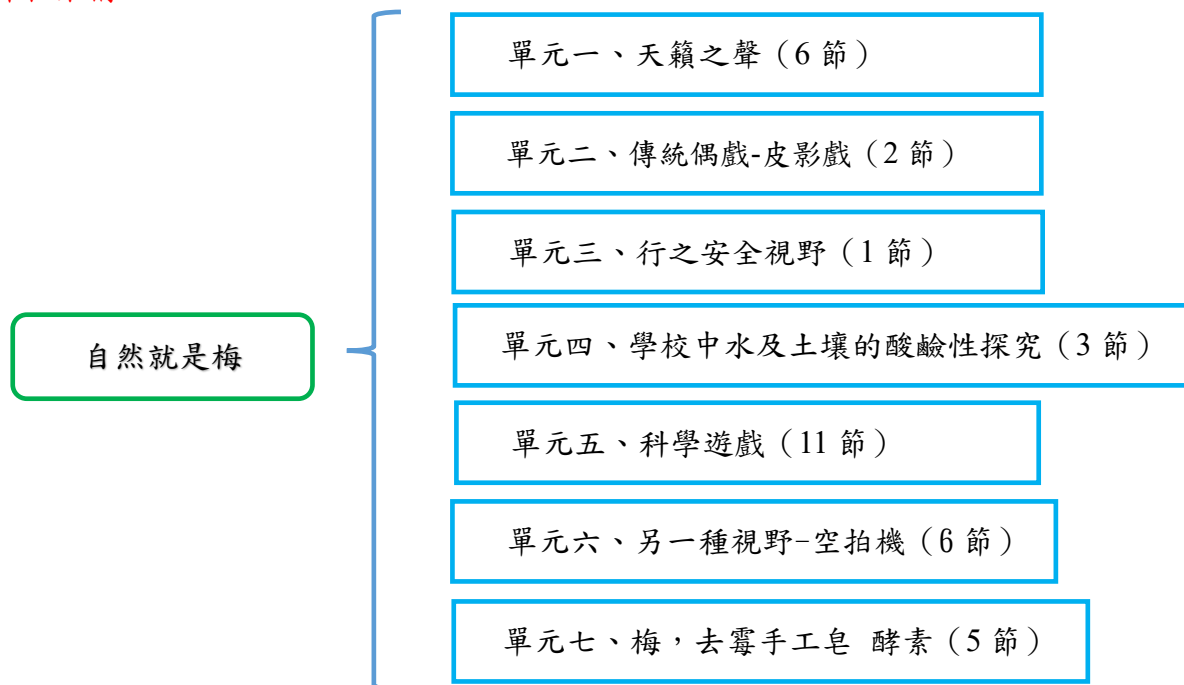 單元一、天籟之聲（6 節）
單元二、傳統偶戲-皮影戲（2 節）
單元三、行之安全視野（1 節）
自然就是梅
單元四、學校中水及土壤的酸鹼性探究（3 節）
單元五、科學遊戲（11 節）
單元六、另一種視野-空拍機（6 節）
單元七、梅，去霉手工皂 酵素（5 節）